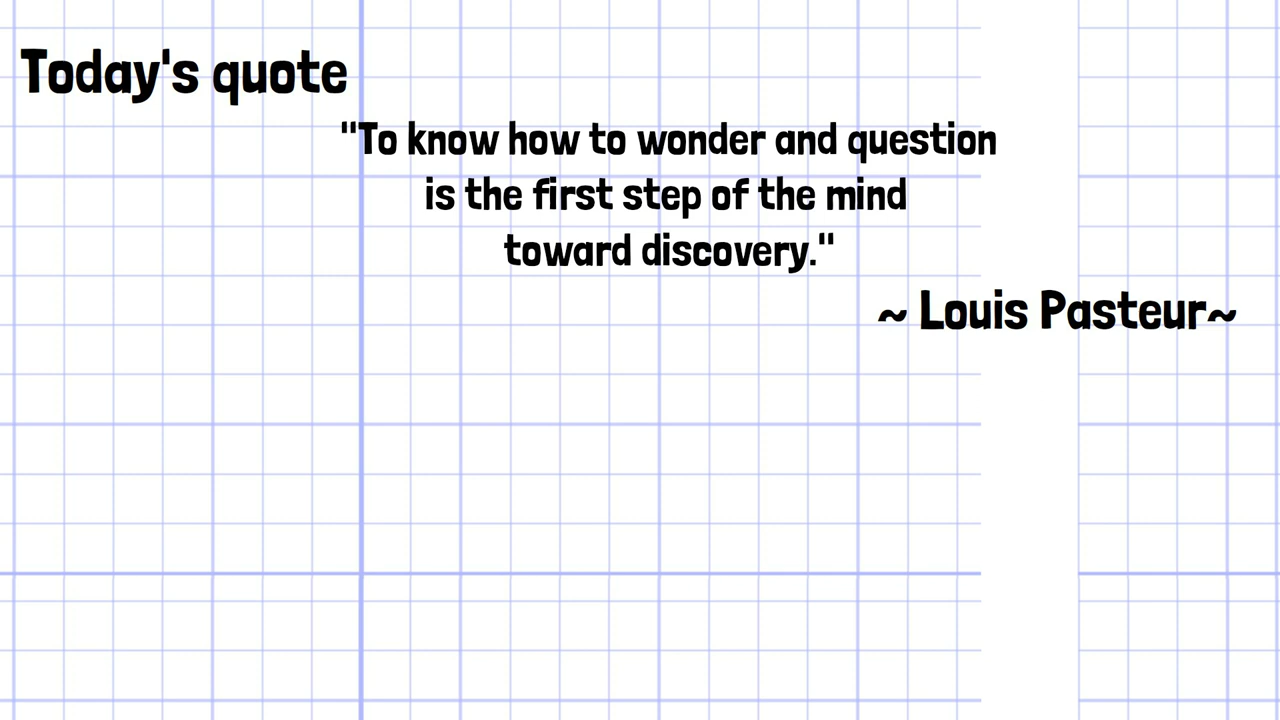 Today's quote
"To know how to wonder and question
is the first step of the mind
toward discovery."
~ Louis Pasteur~